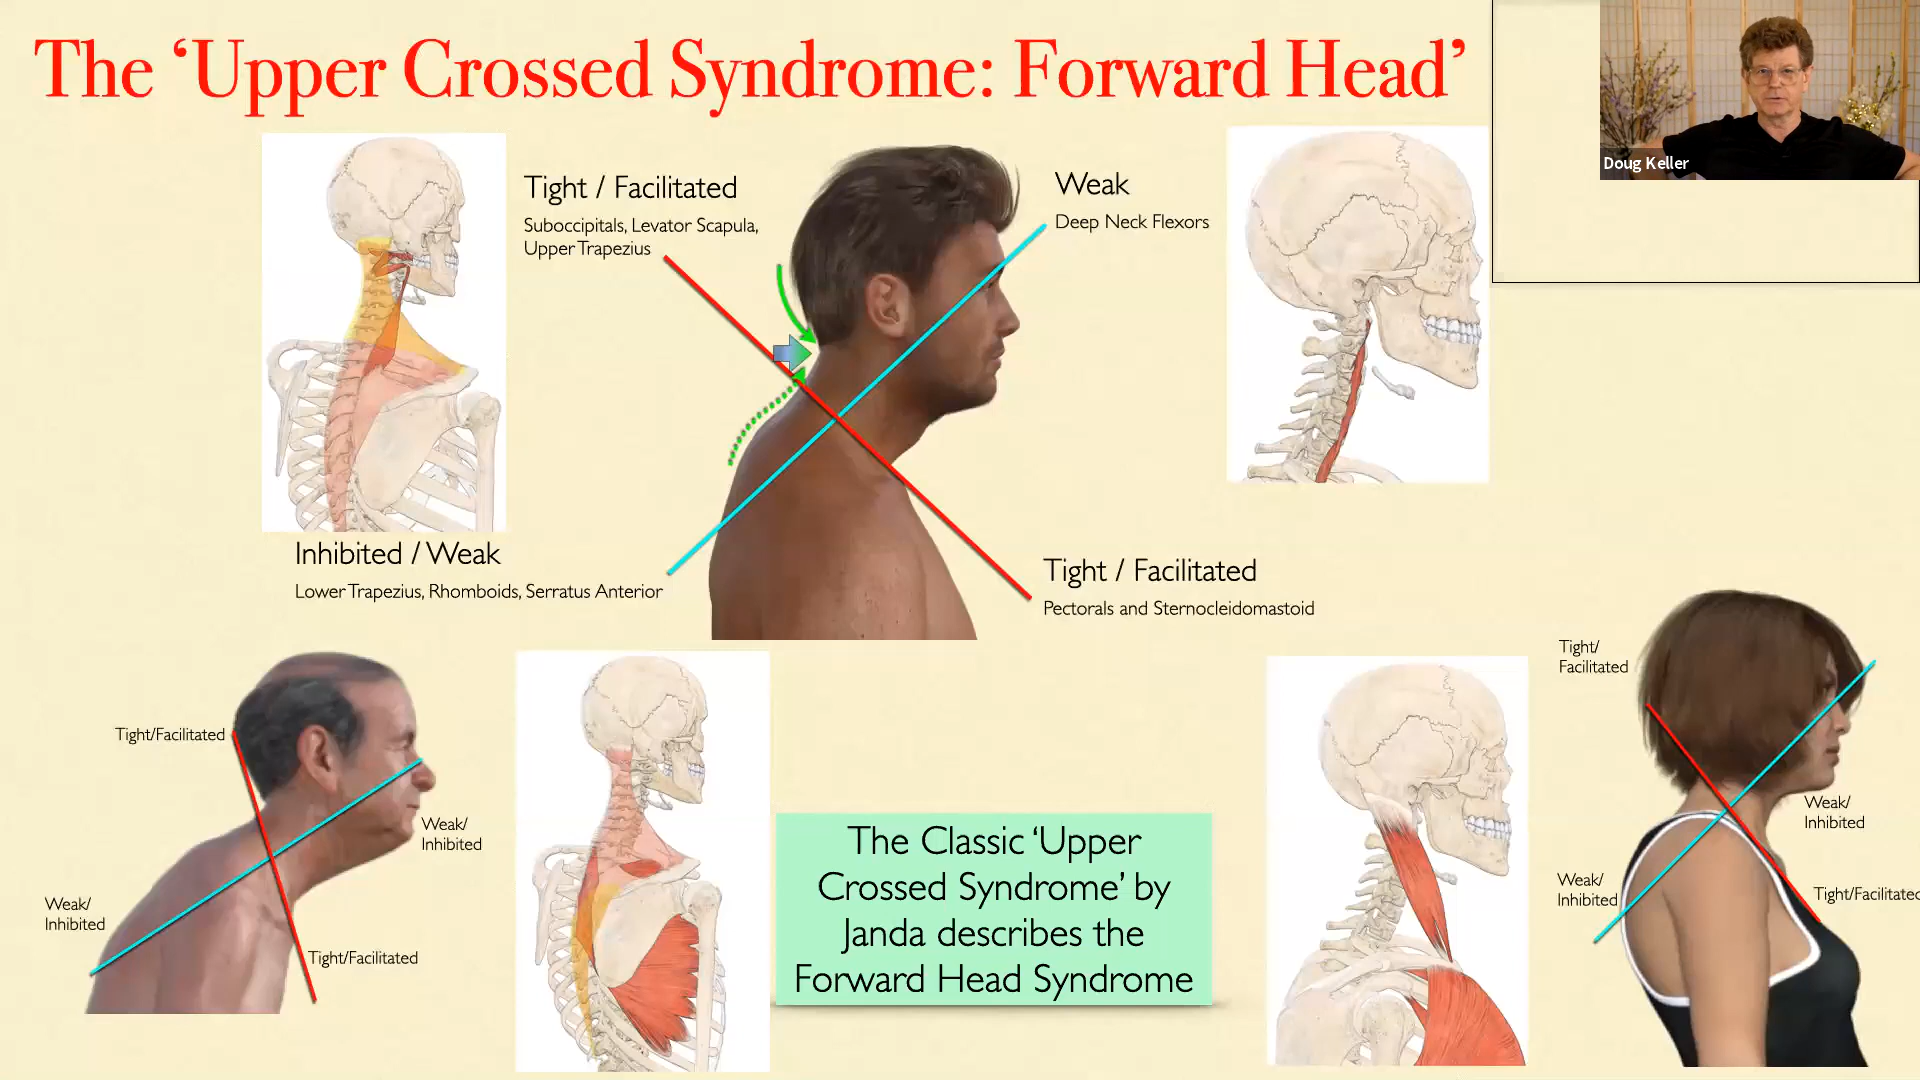 The ‘Upper Crossed Syndrome: Forward Head’
Doug Keller
Tight / Facilitated
Suboccipitals, Levator Scapula,
Upper Trapezius
Weak
Deep Neck Flexors
Inhibited / Weak
Lower Trapezius, Rhomboids, Serratus Anterior
Tight / Facilitated
Pectorals and Sternocleidomastoid
Tight/Facilitated
Weak/
Inhibited
Weak/
Inhibited
Tight/Facilitated
The Classic ‘Upper
Crossed Syndrome’ by
Janda describes the
Forward Head Syndrome
Tight/
Facilitated
Weak/
Inhibited
Weak/
Inhibited
Tight/Facilitated